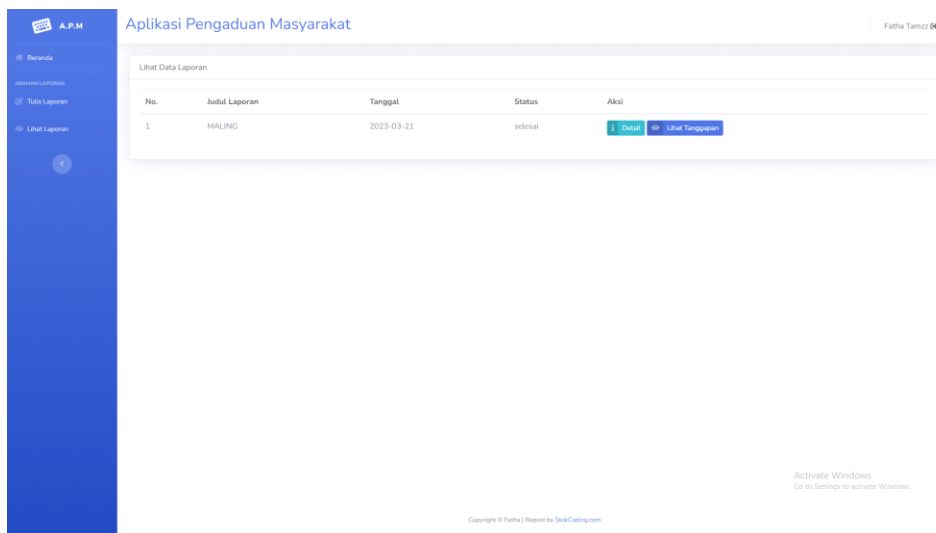 A.P.M
Aplikasi Pengaduan Masyarakat
Fatha Tamzz
Beranda
ARAHAN LAPORAN
Tulis Laporan
Lihat Laporan
Lihat Data Laporan
No. Judul Laporan Tanggal Status Aksi
1 MALING 2023-03-21 selesai Detail Lihat Tanggapan
Activate Windows
Go to Settings to activate Windows.
Copyright © Fatha | Repost by StokCoding.com